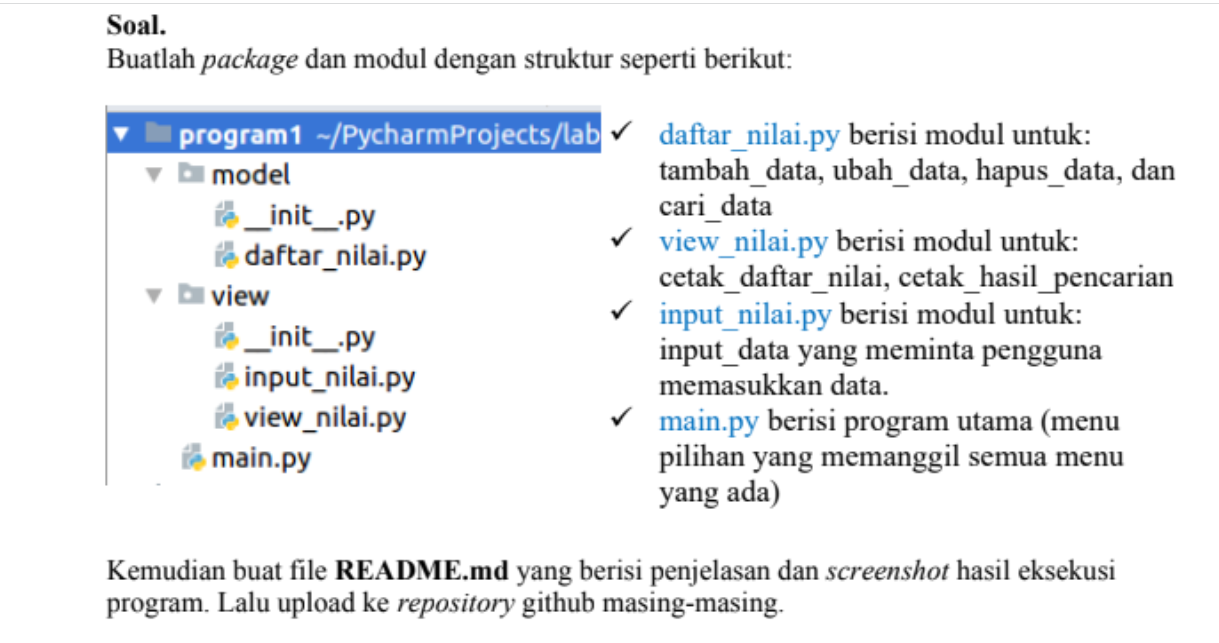 Soal.
Buatlah package dan modul dengan struktur seperti berikut:
program1 ~/PycharmProjects/lab
model
__init__.py
daftar_nilai.py
view
__init__.py
input_nilai.py
view_nilai.py
main.py
✓ daftar_nilai.py berisi modul untuk:
tambah_data, ubah_data, hapus_data, dan
cari_data
✓ view_nilai.py berisi modul untuk:
cetak_daftar_nilai, cetak_hasil_pencarian
✓ input_nilai.py berisi modul untuk:
input_data yang meminta pengguna
memasukkan data.
✓ main.py berisi program utama (menu
pilihan yang memanggil semua menu
yang ada)
Kemudian buat file README.md yang berisi penjelasan dan screenshot hasil eksekusi
program. Lalu upload ke repository github masing-masing.